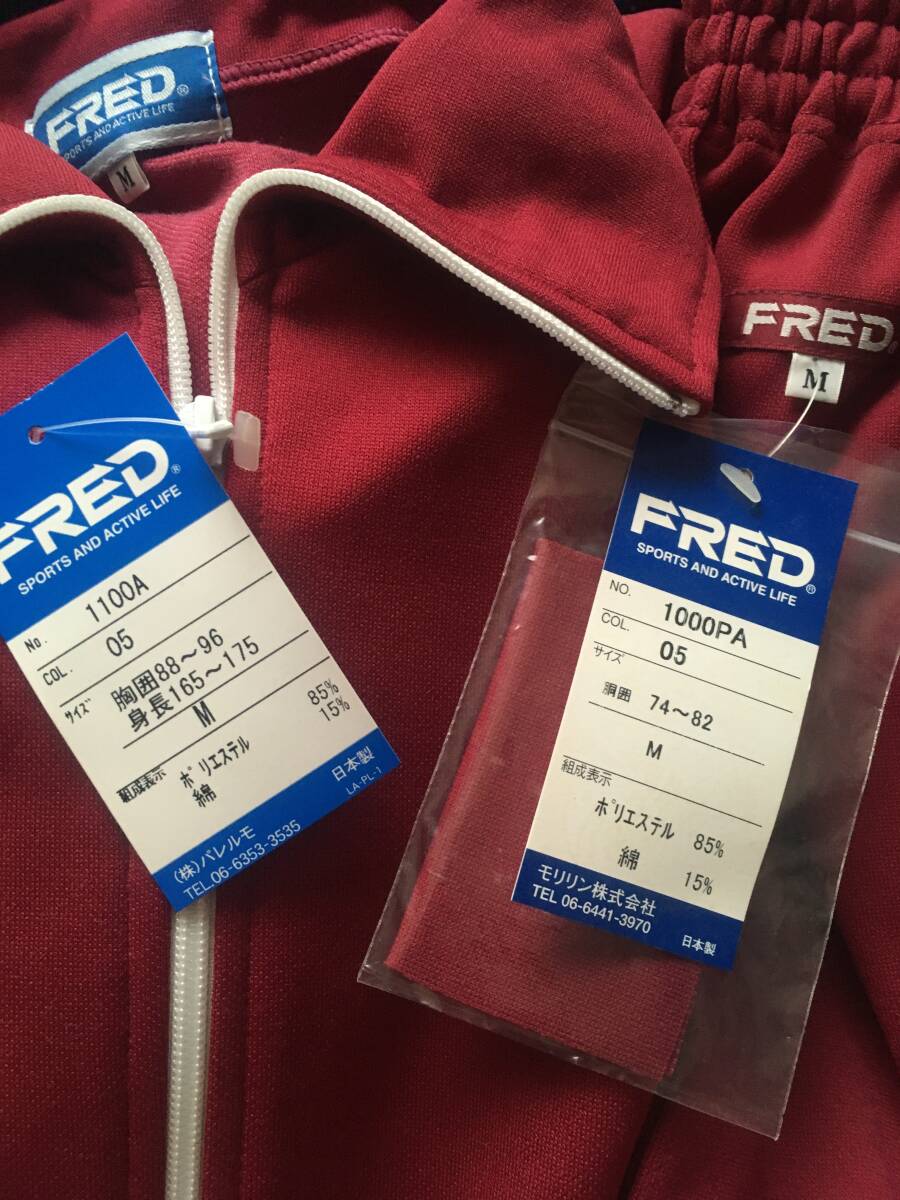 FRED®
SPORTS AND ACTIVE LIFE
M
FRED
M
FRED®
SPORTS AND ACTIVE LIFE
No. 1100A
COL. 05
サイズ 胸囲88～96
身長165～175
M
組成表示 ポリエステル 85%
綿 15%
日本製
LA-PL-1
(株)パレルモ
TEL.06-6353-3535
FRED®
SPORTS AND ACTIVE LIFE
NO. 1000PA
COL. 05
サイズ
胴囲 74～82
M
組成表示
ポリエステル 85%
綿 15%
モリリン株式会社
TEL 06-6441-3970
日本製